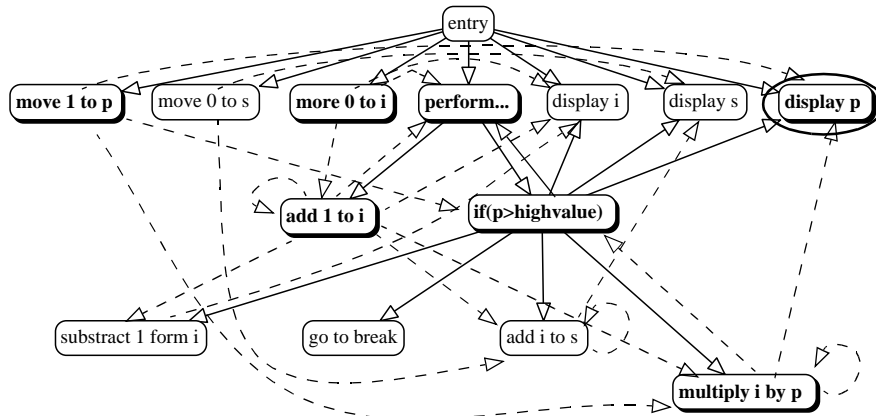 entry
move 1 to p
move 0 to s
more 0 to i
perform...
display i
display s
display p
add 1 to i
if(p>highvalue)
substract 1 form i
go to break
add i to s
multiply i by p